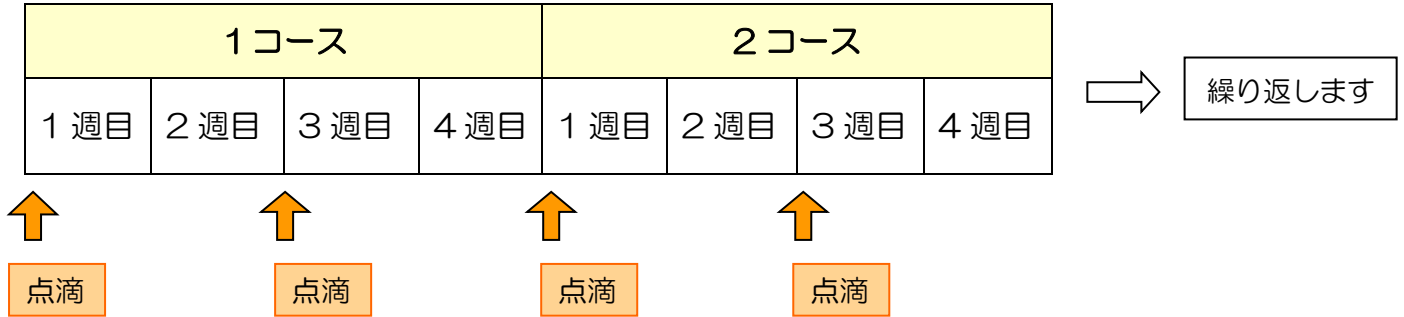 1コース 2コース
繰り返します
1週目 2週目 3週目 4週目 1週目 2週目 3週目 4週目
点滴 点滴 点滴 点滴